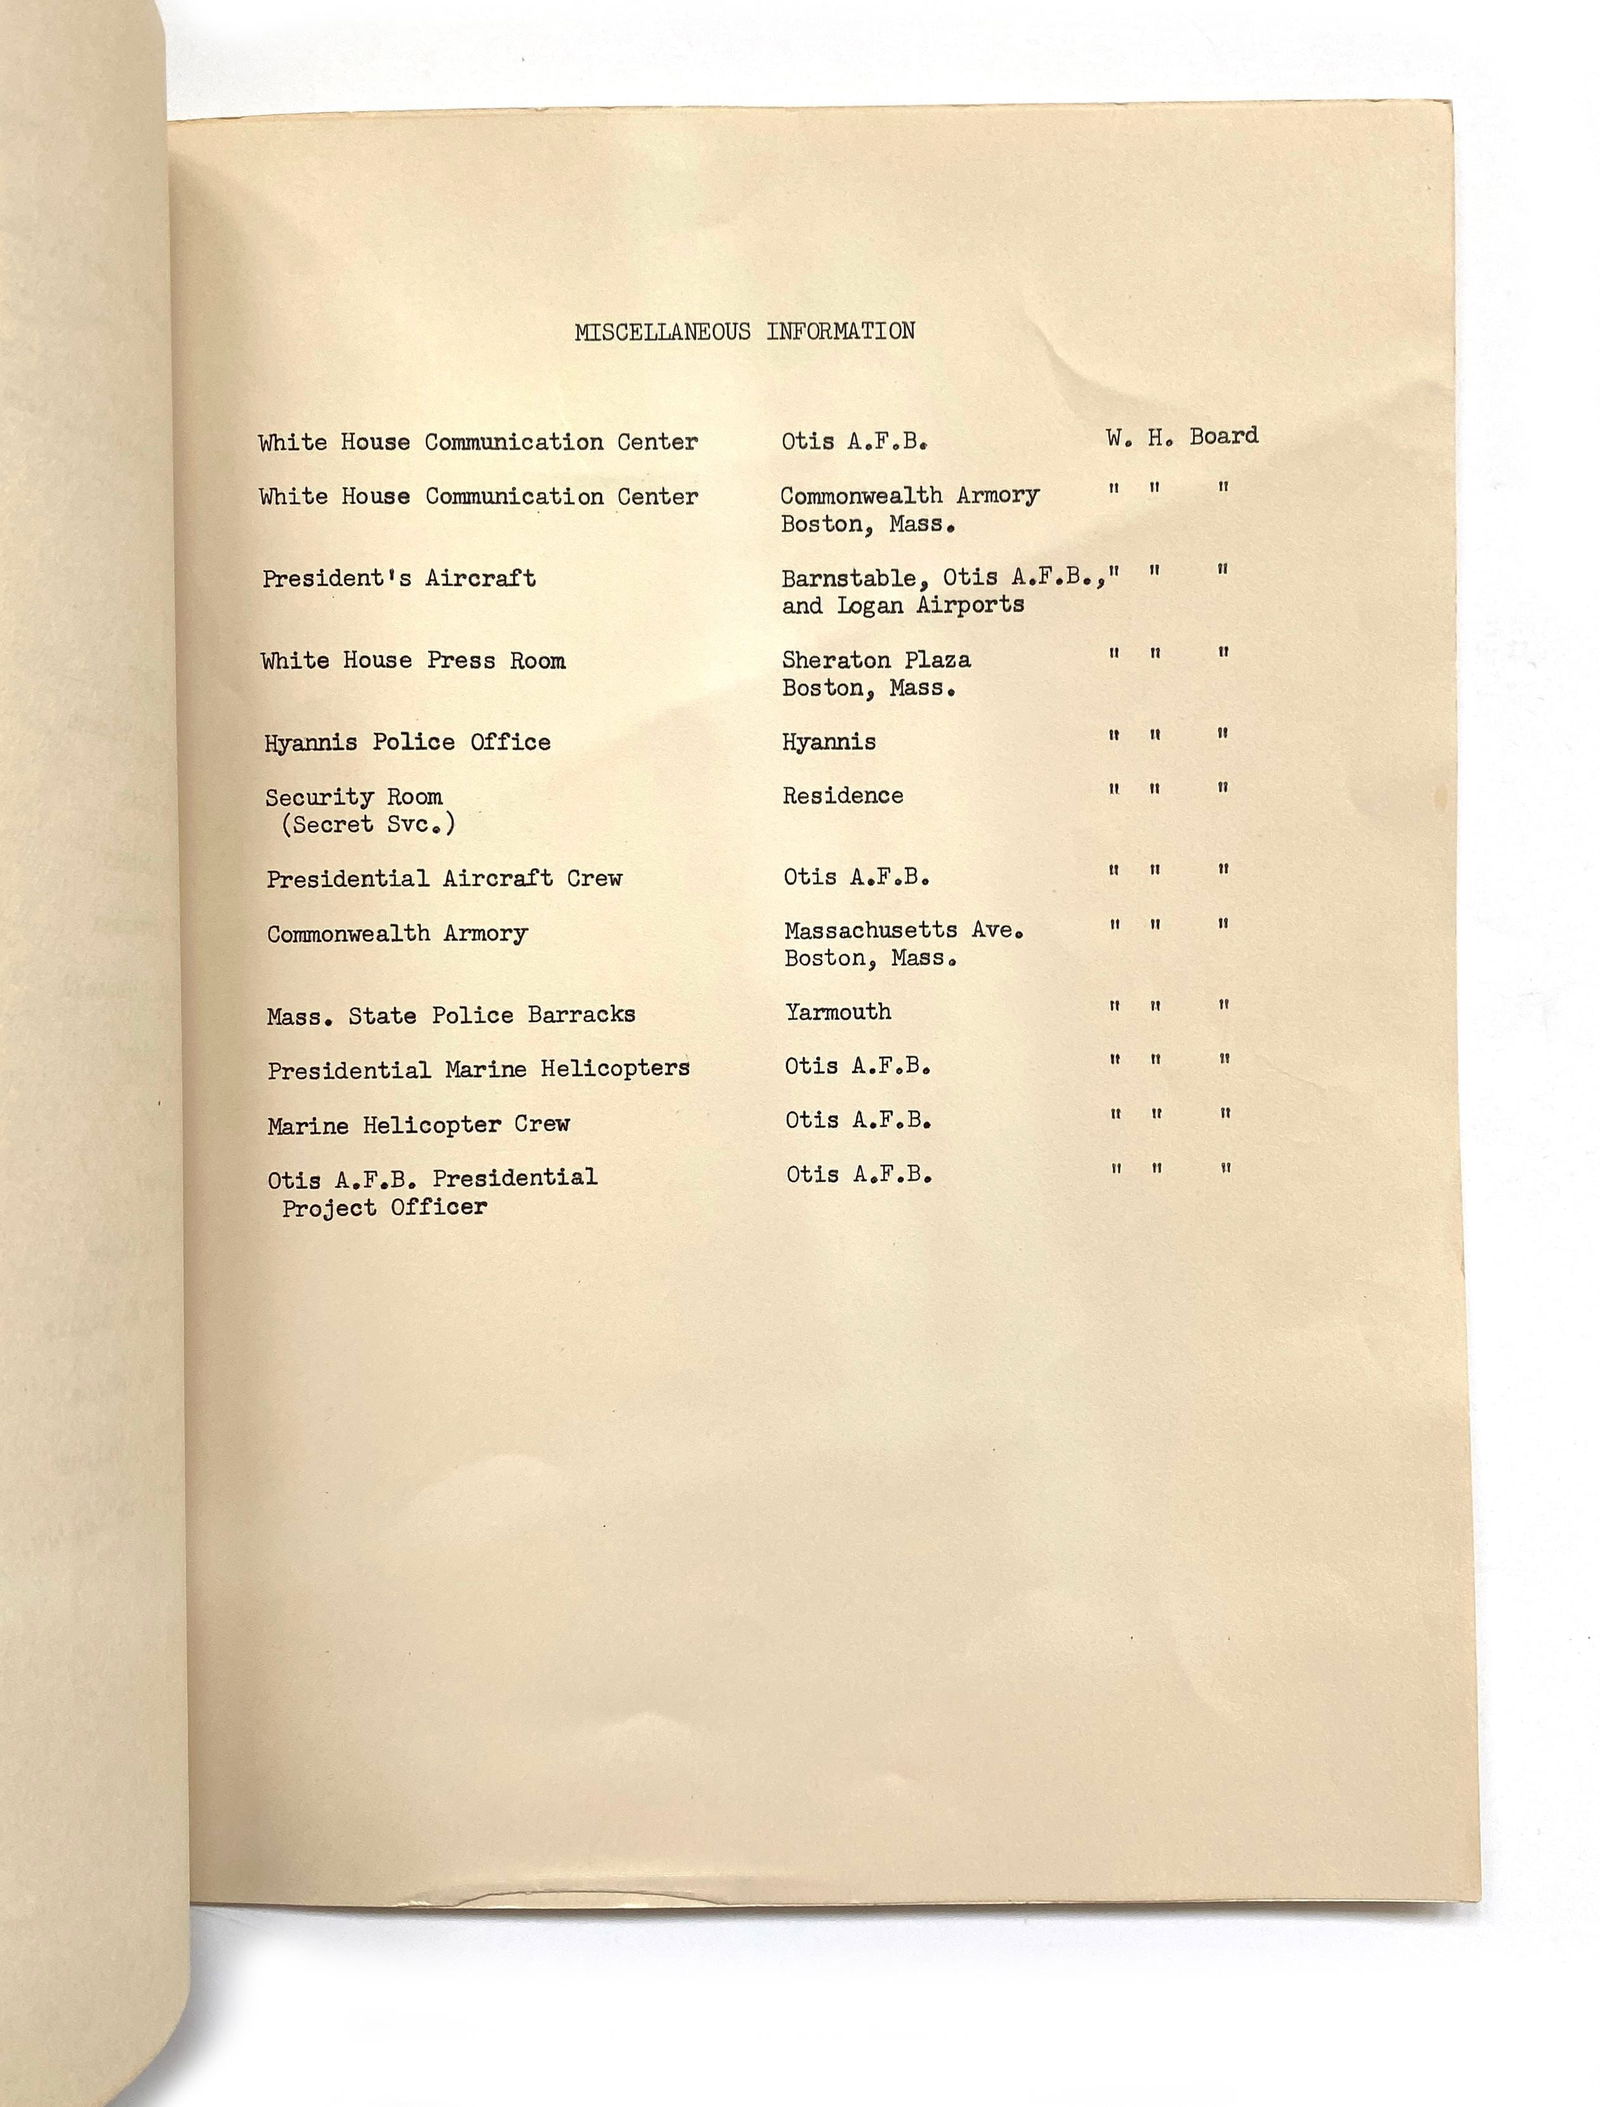 MISCELLANEOUS INFORMATION
White House Communication Center Otis A.F.B. W. H. Board
White House Communication Center Commonwealth Armory " " "
Boston, Mass.
President's Aircraft Barnstable, Otis A.F.B.," " "
and Logan Airports
White House Press Room Sheraton Plaza " " "
Boston, Mass.
Hyannis Police Office Hyannis " " "
Security Room Residence " " "
(Secret Svc.)
Presidential Aircraft Crew Otis A.F.B. " " "
Commonwealth Armory Massachusetts Ave. " " "
Boston, Mass.
Mass. State Police Barracks Yarmouth " " "
Presidential Marine Helicopters Otis A.F.B. " " "
Marine Helicopter Crew Otis A.F.B. " " "
Otis A.F.B. Presidential Otis A.F.B. " " "
Project Officer